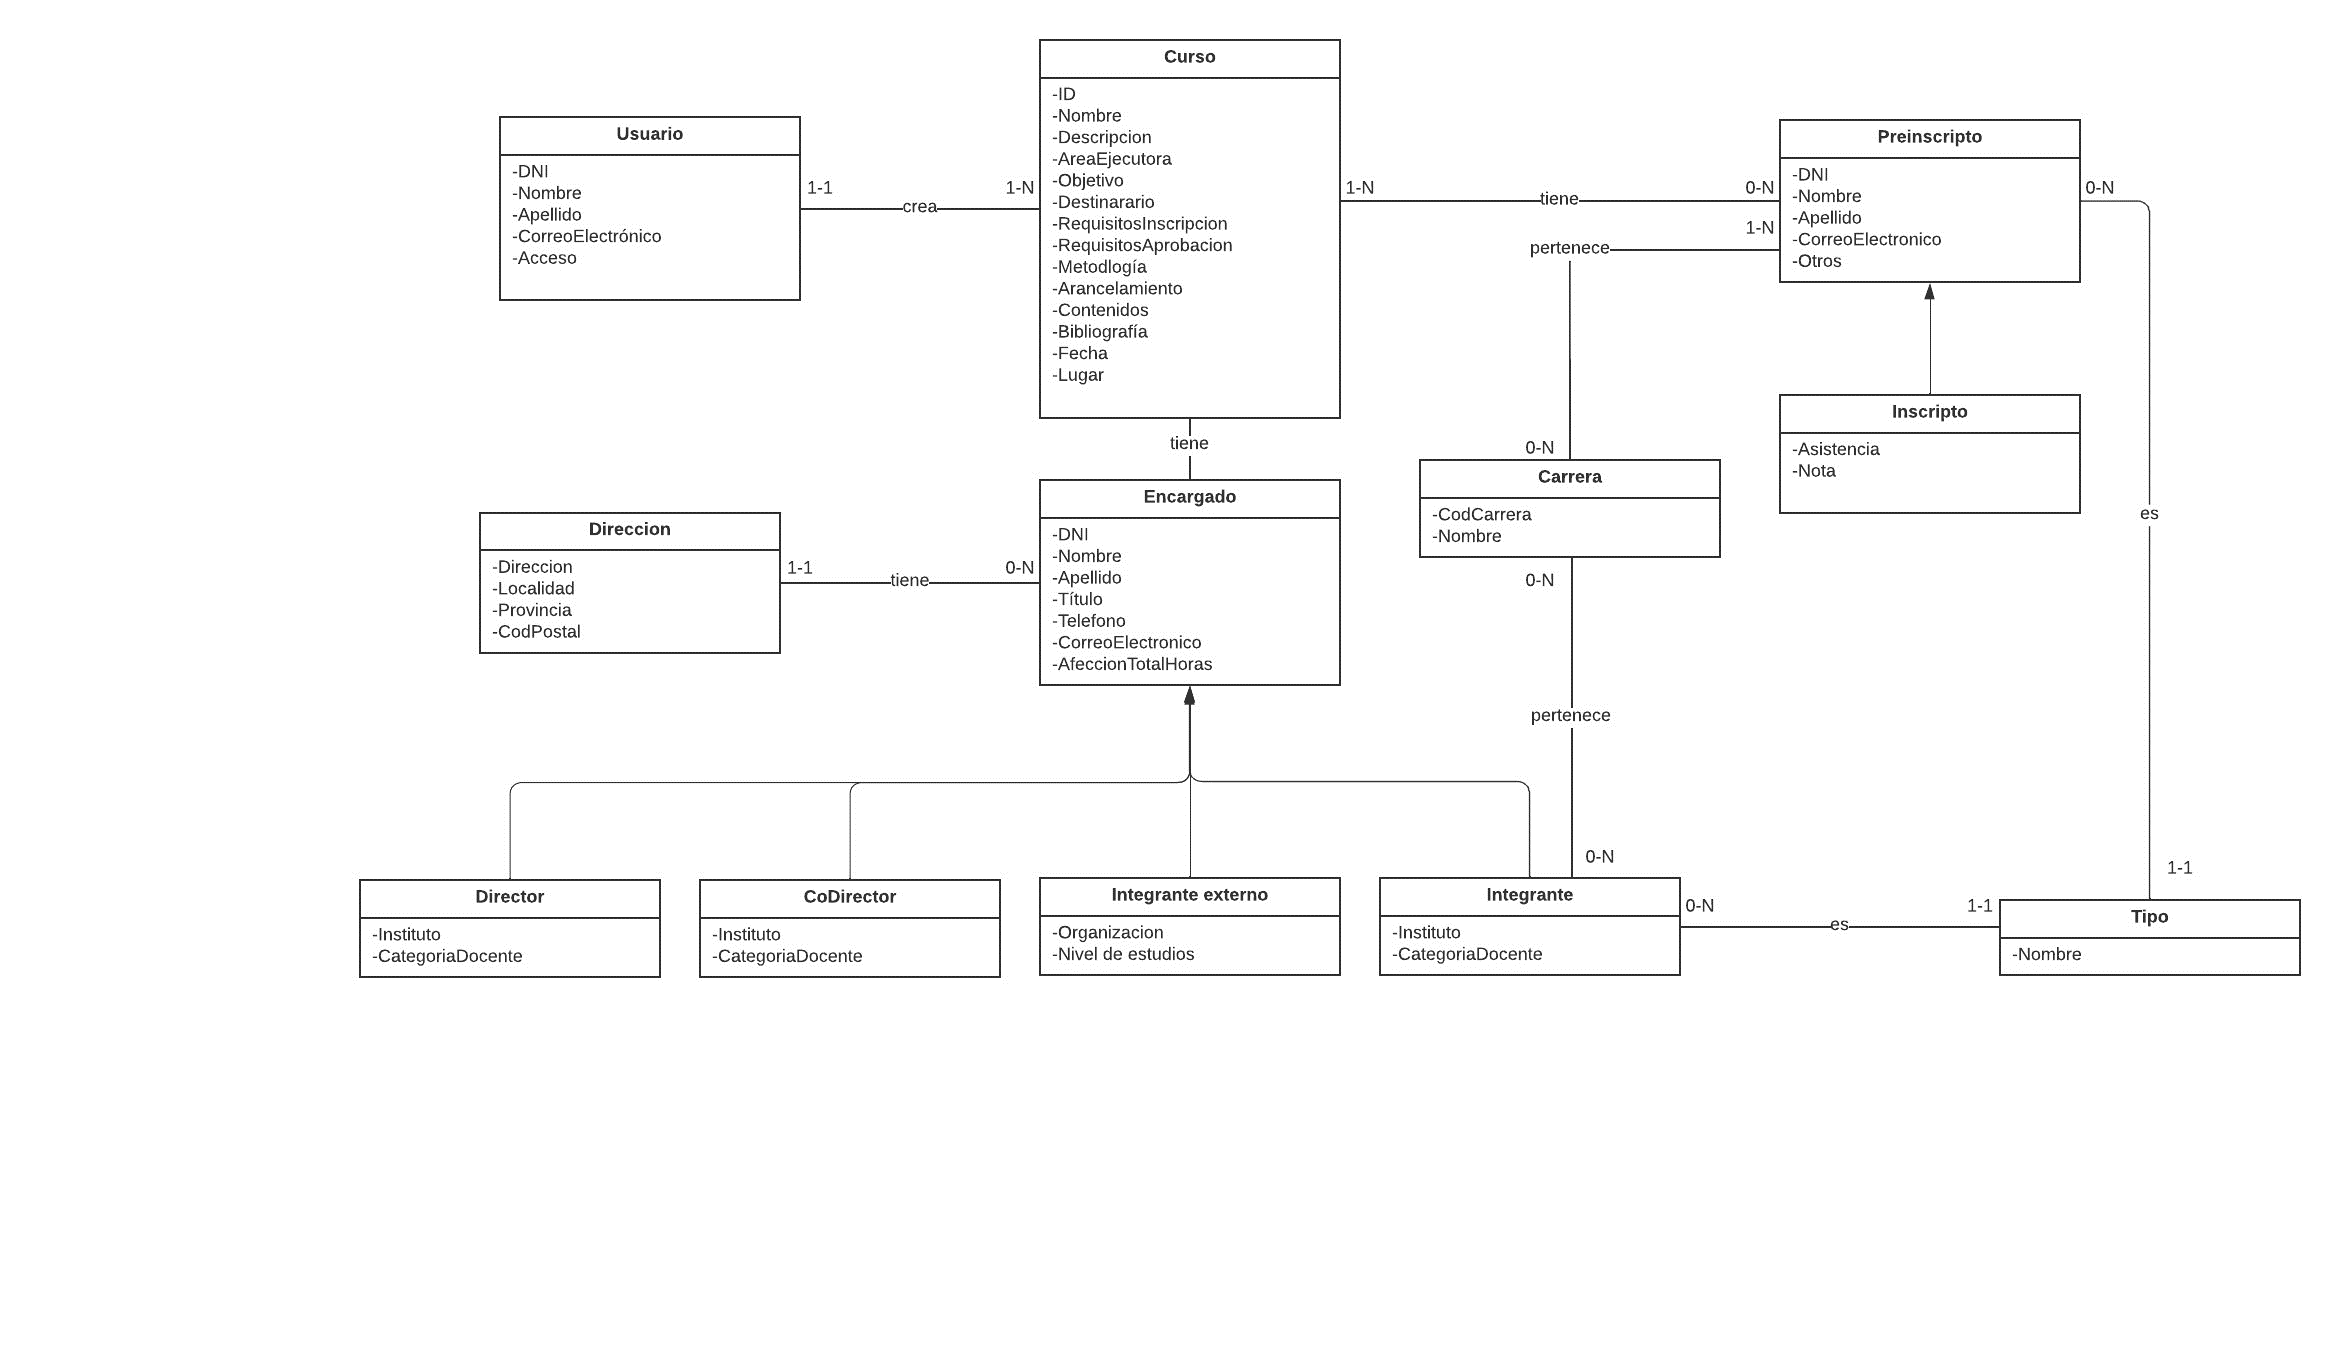 Curso
-ID
-Nombre
-Descripcion
-AreaEjecutora
-Objetivo
-Destinarario
-RequisitosInscripcion
-RequisitosAprobacion
-Metodlogía
-Arancelamiento
-Contenidos
-Bibliografía
-Fecha
-Lugar
Usuario
-DNI
-Nombre
-Apellido
-CorreoElectrónico
-Acceso
1-1
crea
1-N
1-N
tiene
0-N
Preinscripto
-DNI
-Nombre
-Apellido
-CorreoElectronico
-Otros
0-N
1-N
pertenece
0-N
Inscripto
-Asistencia
-Nota
es
1-1
tiene
Encargado
-DNI
-Nombre
-Apellido
-Título
-Telefono
-CorreoElectronico
-AfeccionTotalHoras
Direccion
-Direccion
-Localidad
-Provincia
-CodPostal
1-1
tiene
0-N
Carrera
-CodCarrera
-Nombre
0-N
pertenece
0-N
Director
-Instituto
-CategoriaDocente
CoDirector
-Instituto
-CategoriaDocente
Integrante externo
-Organizacion
-Nivel de estudios
Integrante
-Instituto
-CategoriaDocente
0-N
es
1-1
Tipo
-Nombre